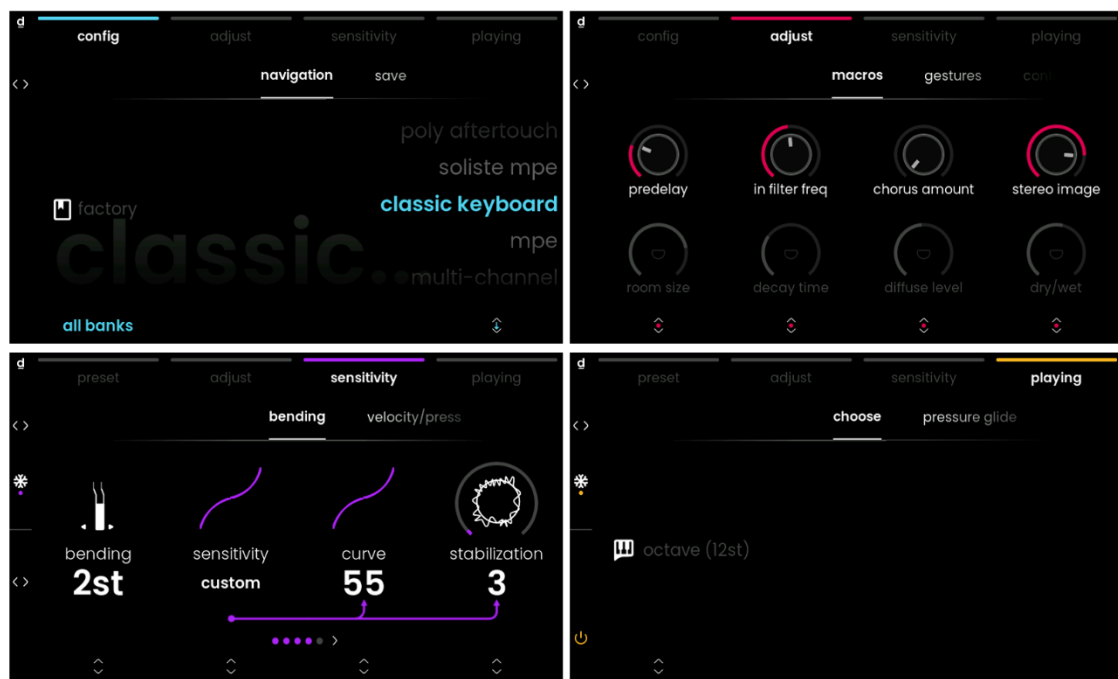 d
config adjust sensitivity playing
navigation save
poly aftertouch
soliste mpe
classic keyboard
factory
classic...
mpe
multi-channel
all banks
d
config adjust sensitivity playing
macros gestures
predelay in filter freq chorus amount stereo image
room size decay time diffuse level dry/wet
d
preset adjust sensitivity playing
bending velocity/press
bending sensitivity curve stabilization
2st custom 55 3
d
preset adjust sensitivity playing
choose pressure glide
octave (12st)